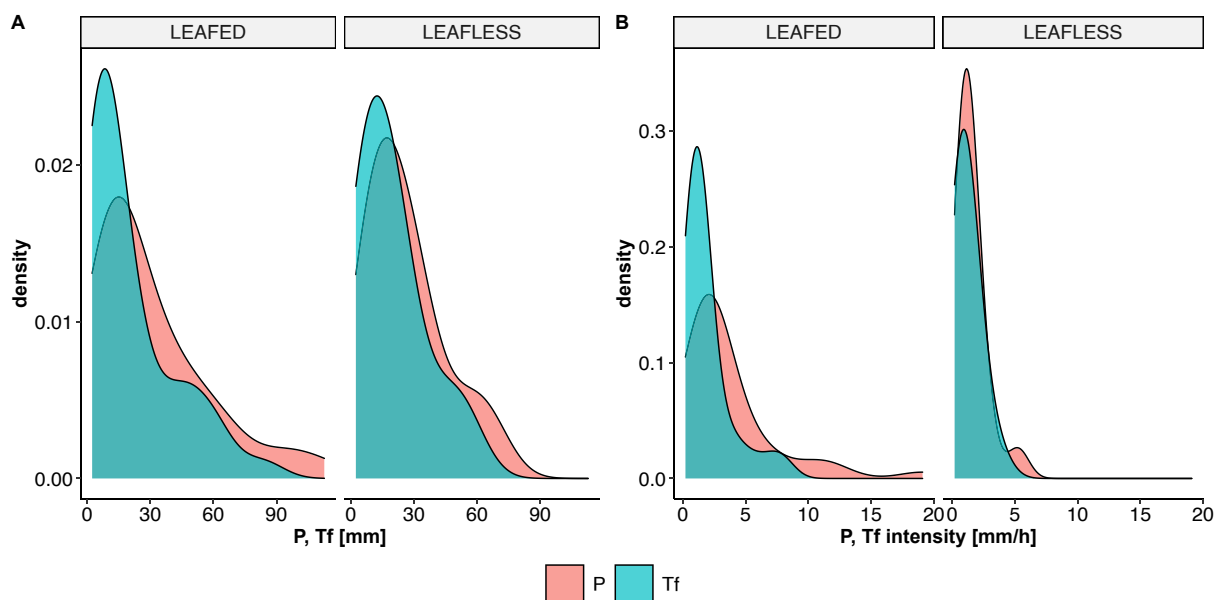 A
LEAFED LEAFLESS
density
0.02
0.01
0.00
0 30 60 90 0 30 60 90
P, Tf [mm]
B
LEAFED LEAFLESS
density
0.3
0.2
0.1
0.0
0 5 10 15 20 0 5 10 15 20
P, Tf intensity [mm/h]
P Tf